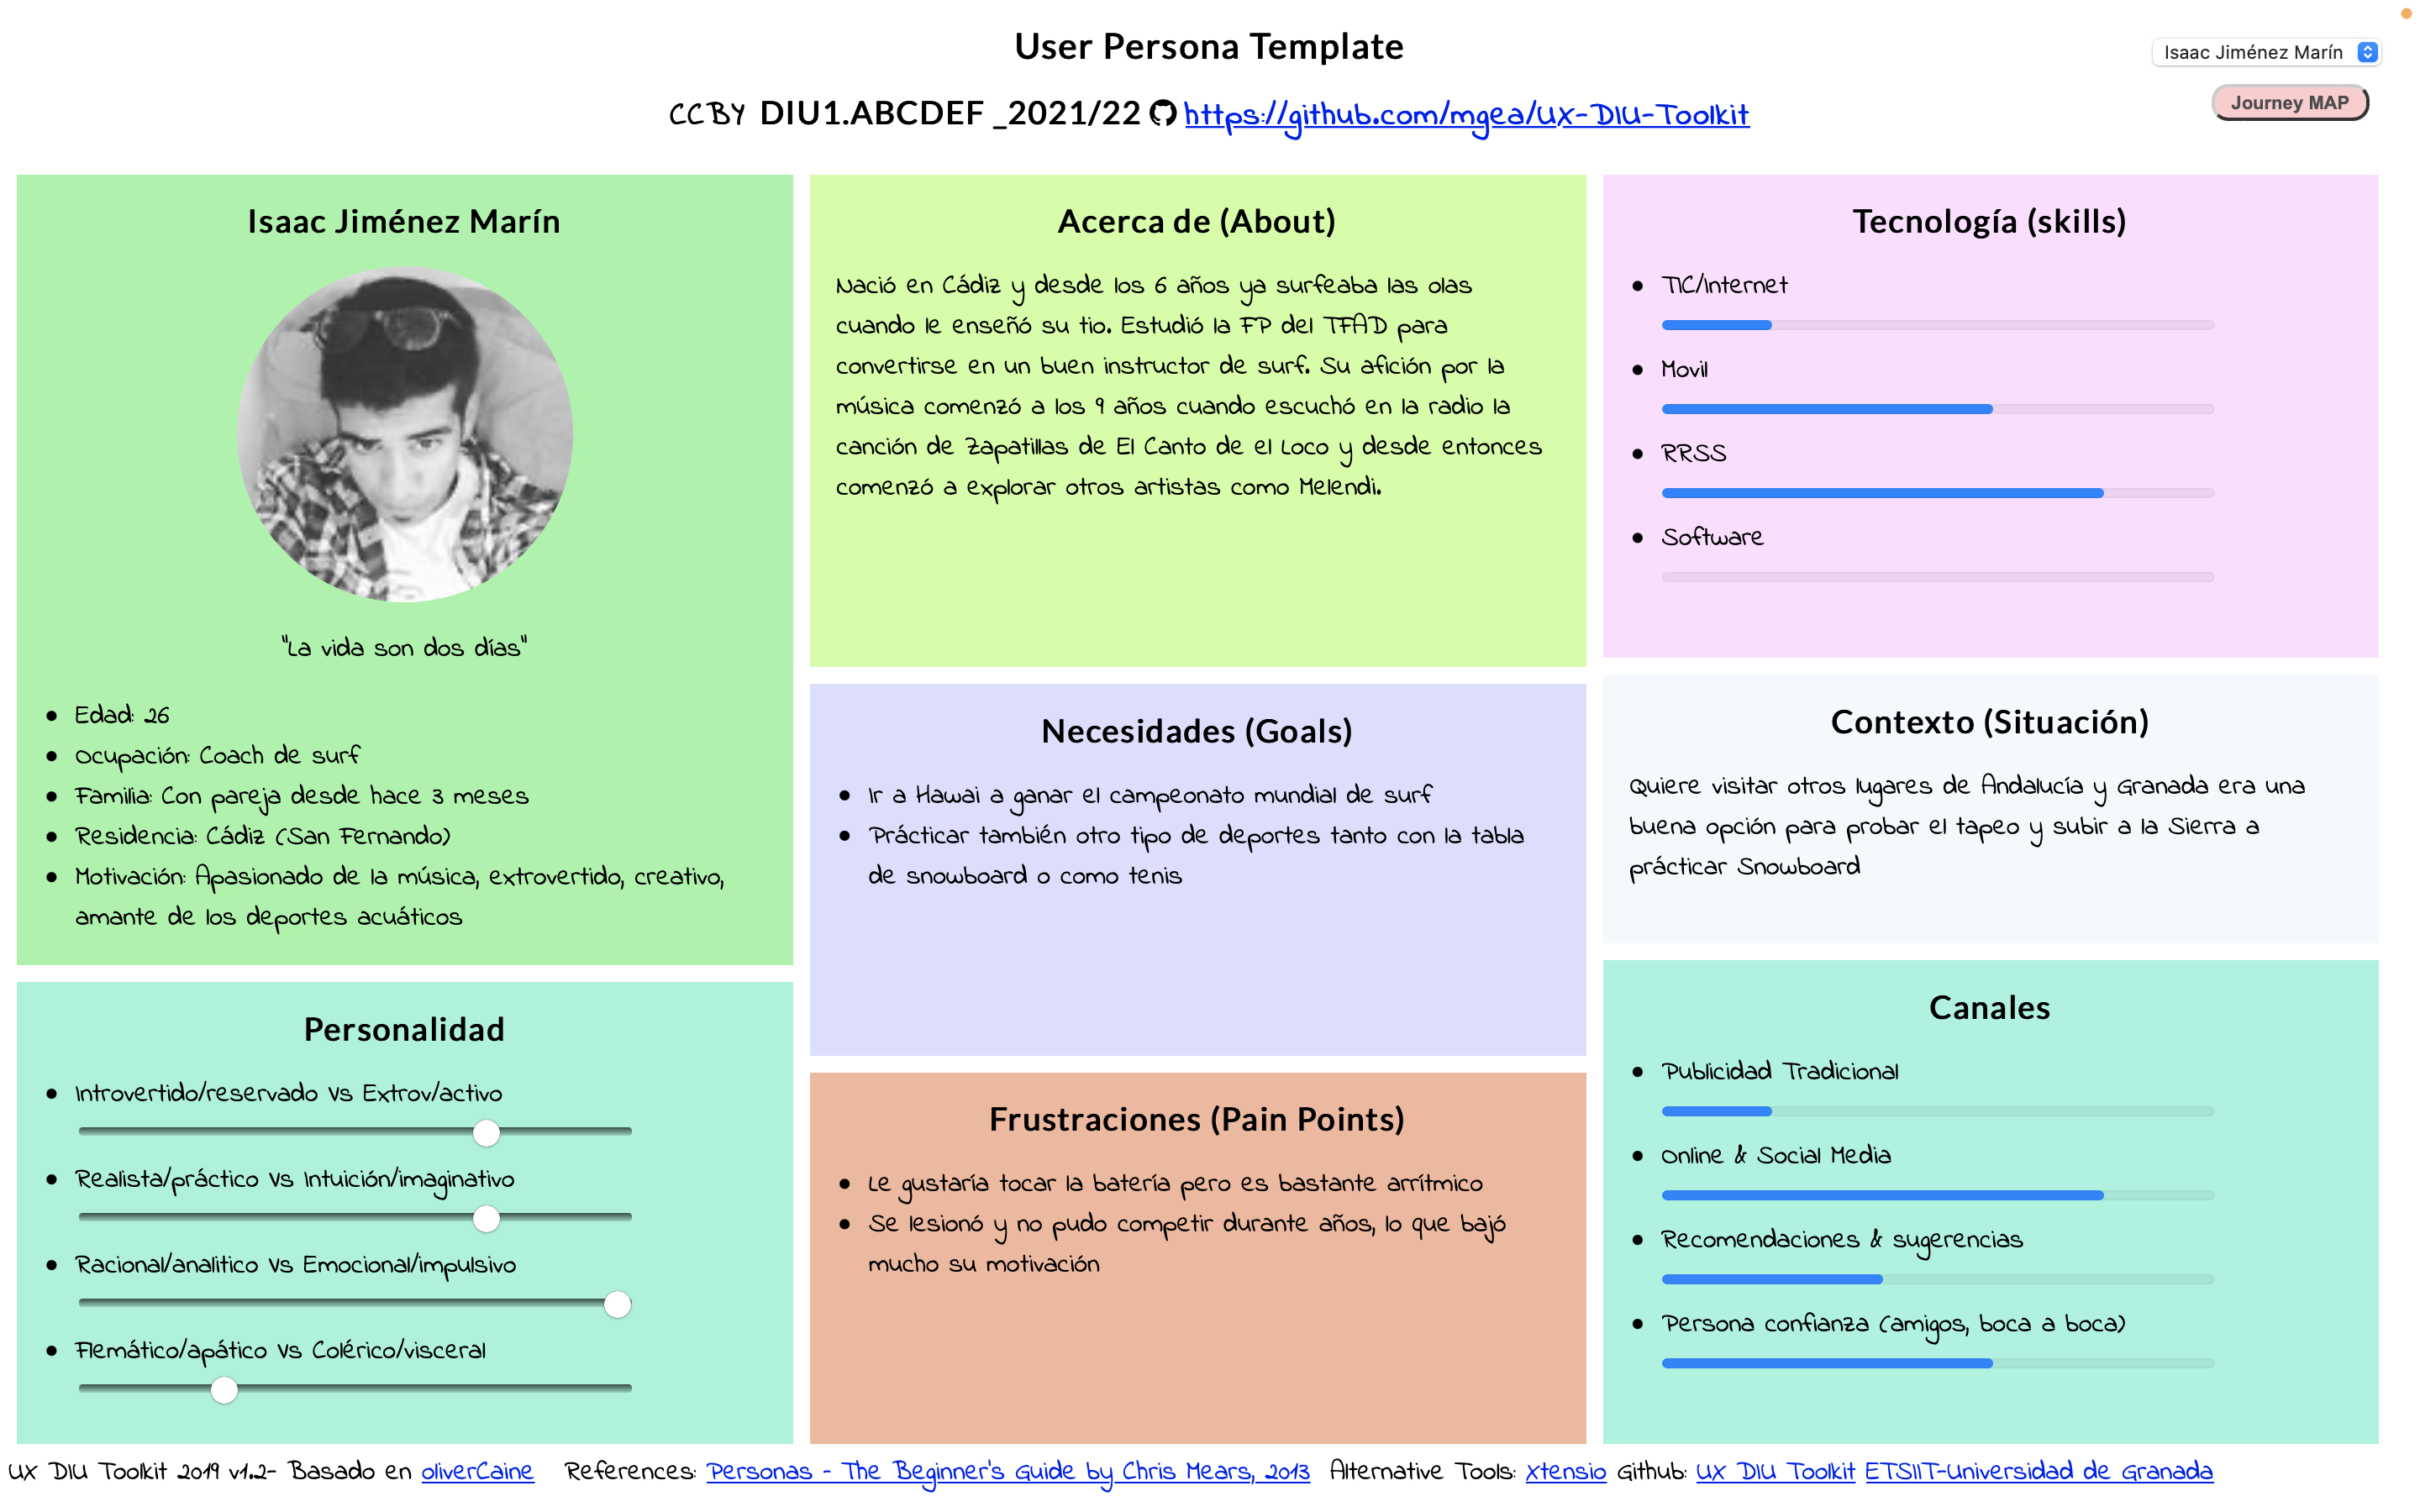 User Persona Template
Isaac Jiménez Marín
CCBY DIU1.ABCDEF _2021/22 https://github.com/mgea/UX-DIU-Toolkit
Journey MAP
Isaac Jiménez Marín
"La vida son dos días"
Edad: 26
Ocupación: Coach de surf
Familia: Con pareja desde hace 3 meses
Residencia: Cádiz (San Fernando)
Motivación: Apasionado de la música, extrovertido, creativo,
amante de los deportes acuáticos
Personalidad
Introvertido/reservado Vs Extrov/activo
Realista/práctico Vs Intuición/imaginativo
Racional/analitico Vs Emocional/impulsivo
Flemático/apático Vs Colérico/visceral
Acerca de (About)
Nació en Cádiz y desde los 6 años ya surfeaba las olas
cuando le enseñó su tio. Estudió la FP del TFAD para
convertirse en un buen instructor de surf. Su afición por la
música comenzó a los 9 años cuando escuchó en la radio la
canción de Zapatillas de El Canto de el Loco y desde entonces
comenzó a explorar otros artistas como Melendi.
Necesidades (Goals)
Ir a Hawai a ganar el campeonato mundial de surf
Prácticar también otro tipo de deportes tanto con la tabla
de snowboard o como tenis
Frustraciones (Pain Points)
Le gustaría tocar la batería pero es bastante arrítmico
Se lesionó y no pudo competir durante años, lo que bajó
mucho su motivación
Tecnología (skills)
TIC/Internet
Movil
RRSS
Software
Contexto (Situación)
Quiere visitar otros lugares de Andalucía y Granada era una
buena opción para probar el tapeo y subir a la Sierra a
prácticar Snowboard
Canales
Publicidad Tradicional
Online & Social Media
Recomendaciones & sugerencias
Persona confianza (amigos, boca a boca)
UX DIU Toolkit 2019 v1.2- Basado en oliverCaine References: Personas - The Beginner's Guide by Chris Mears, 2013 Alternative Tools: Xtensio Github: UX DIU Toolkit ETSIIT-Universidad de Granada